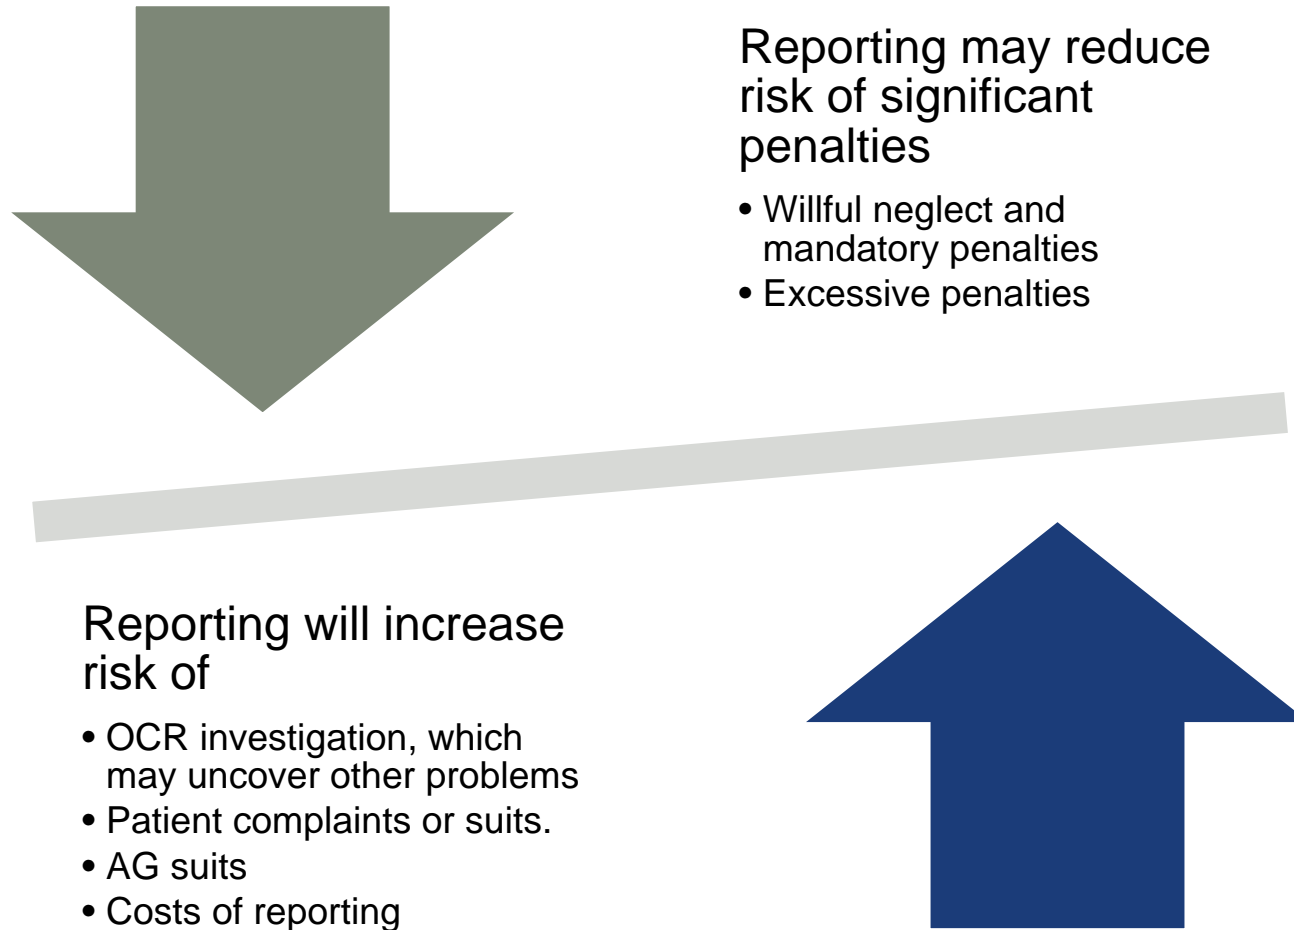 Reporting may reduce
risk of significant
penalties
• Willful neglect and
mandatory penalties
• Excessive penalties
Reporting will increase
risk of
• OCR investigation, which
may uncover other problems
• Patient complaints or suits.
• AG suits
• Costs of reporting